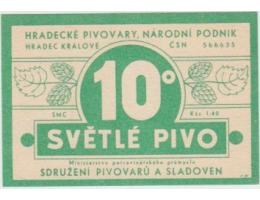 HRADECKÉ PIVOVARY, NÁRODNÍ PODNIK
HRADEC KRÁLOVÉ ČSN 566635
10°
SMC Kčs 1.40
SVĚTLÉ PIVO
Ministerstvo potravinářského průmyslu
SDRUŽENÍ PIVOVARŮ A SLADOVEN